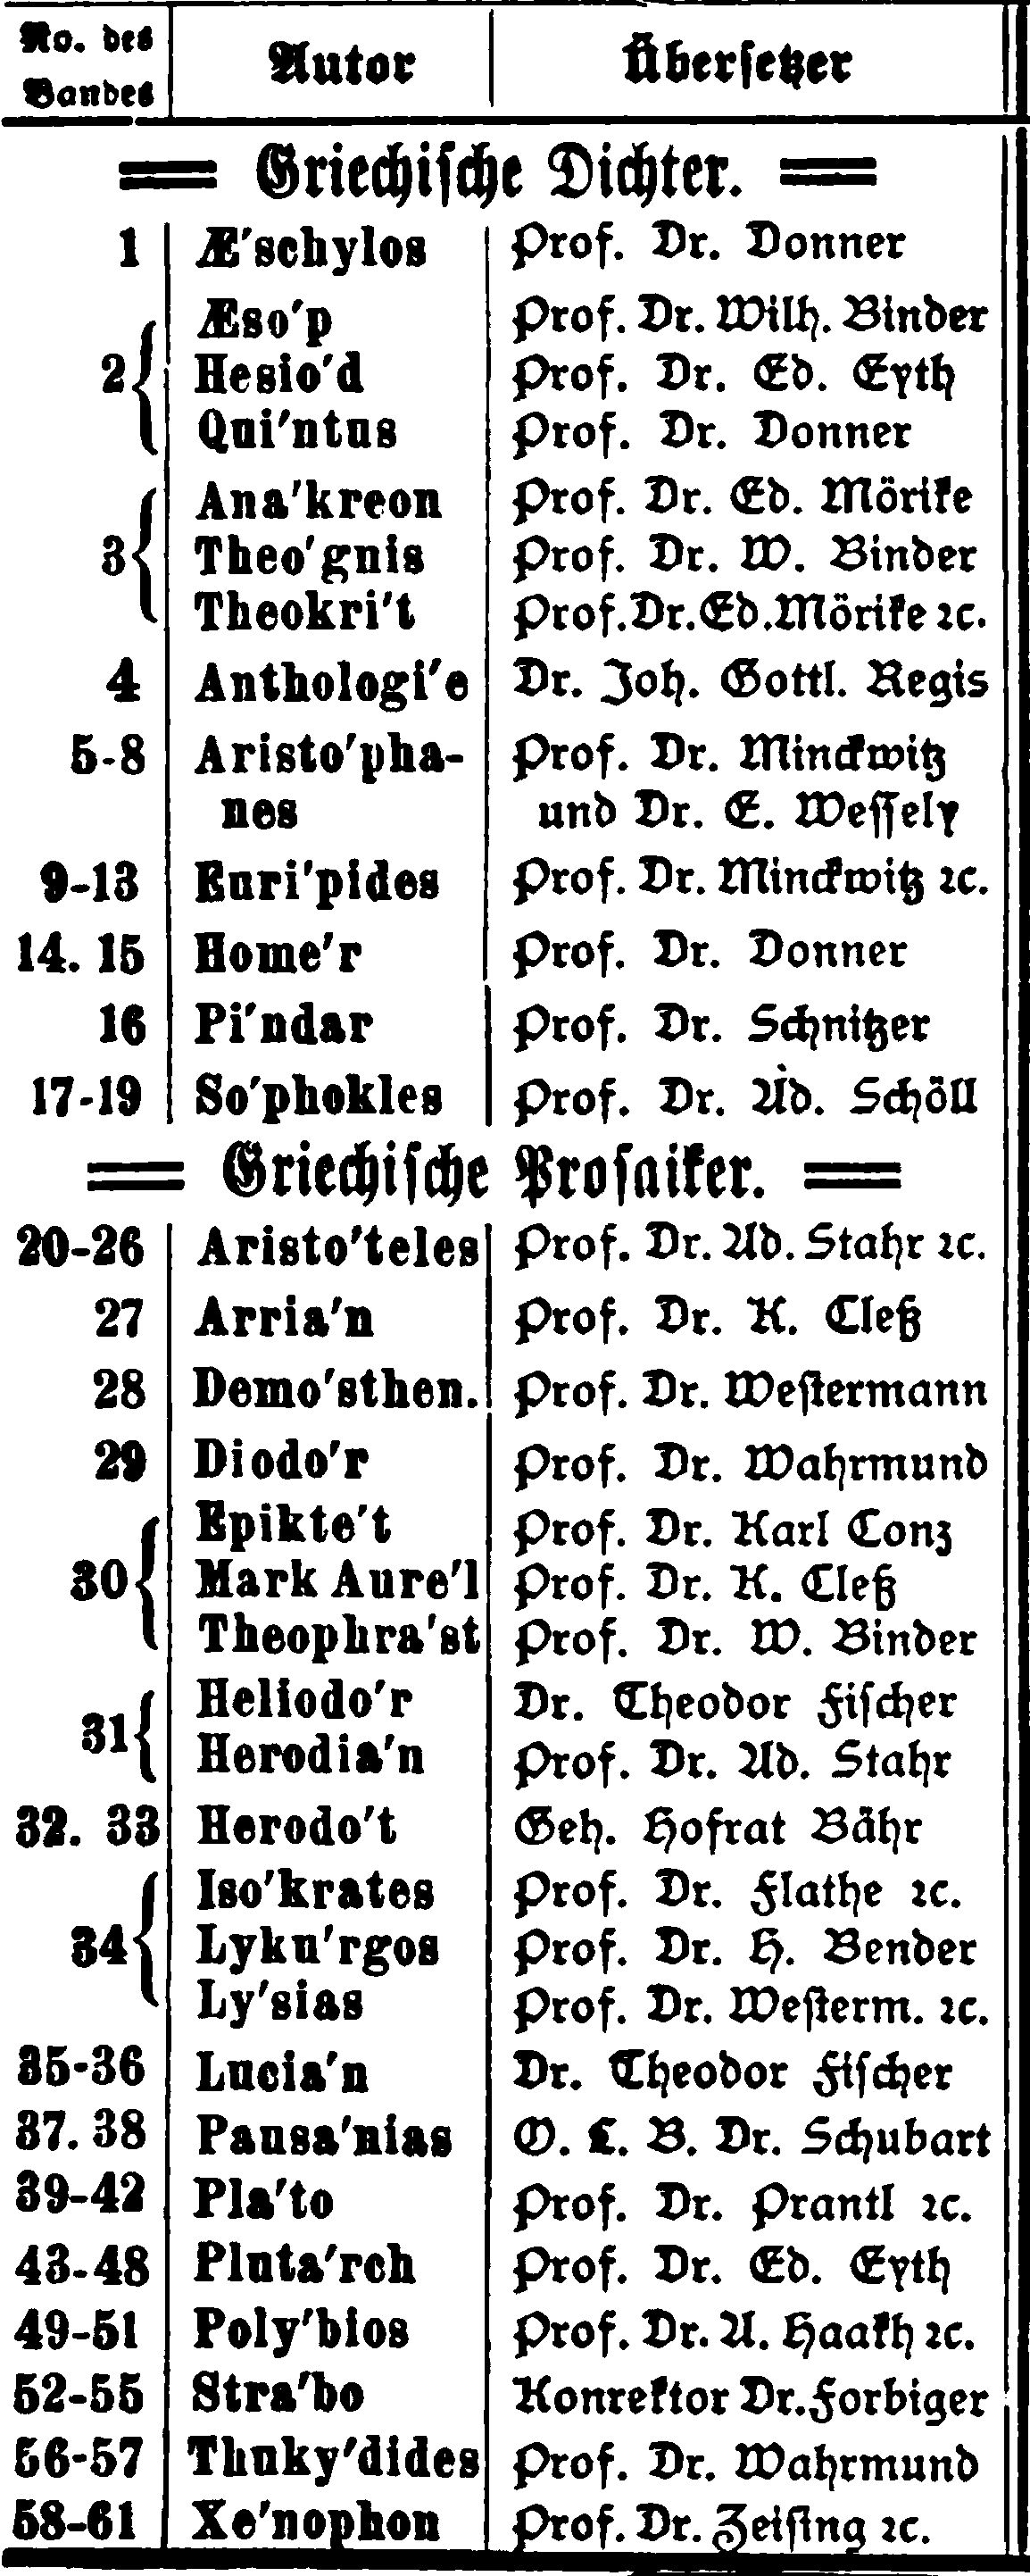 No. des Bandes Autor Übersetzer
Griechische Dichter.
1 Æ'schylos Prof. Dr. Donner
2 Æso'p Prof. Dr. Wilh. Binder
Hesio'd Prof. Dr. Ed. Eyth
Qui'ntus Prof. Dr. Donner
3 Ana'kreon Prof. Dr. Ed. Mörike
Theo'gnis Prof. Dr. W. Binder
Theokri't Prof. Dr. Ed. Mörike ꝛc.
4 Anthologi'e Dr. Joh. Gottl. Regis
5-8 Aristo'pha- Prof. Dr. Minckwitz
nes und Dr. E. Wessely
9-13 Euri'pides Prof. Dr. Minckwitz ꝛc.
14. 15 Home'r Prof. Dr. Donner
16 Pi'ndar Prof. Dr. Schnitzer
17-19 So'phokles Prof. Dr. Ad. Schöll
Griechische Prosaiker.
20-26 Aristo'teles Prof. Dr. Ad. Stahr ꝛc.
27 Arria'n Prof. Dr. K. Cleß
28 Demo'sthen. Prof. Dr. Westermann
29 Diodo'r Prof. Dr. Wahrmund
30 Epikte't Prof. Dr. Karl Conz
Mark Aure'l Prof. Dr. K. Cleß
Theophra'st Prof. Dr. W. Binder
31 Heliodo'r Dr. Theodor Fischer
Herodia'n Prof. Dr. Ad. Stahr
32. 33 Herodo't Geh. Hofrat Bähr
34 Iso'krates Prof. Dr. Flathe ꝛc.
Lyku'rgos Prof. Dr. H. Bender
Ly'sias Prof. Dr. Westerm. ꝛc.
35-36 Lucia'n Dr. Theodor Fischer
37. 38 Pausa'nias O. L. B. Dr. Schubart
39-42 Pla'to Prof. Dr. Prantl ꝛc.
43-48 Pluta'rch Prof. Dr. Ed. Eyth
49-51 Poly'bios Prof. Dr. A. Haakh ꝛc.
52-55 Stra'bo Konrektor Dr. Forbiger
56-57 Thuky'dides Prof. Dr. Wahrmund
58-61 Xe'nophon Prof. Dr. Zeising ꝛc.